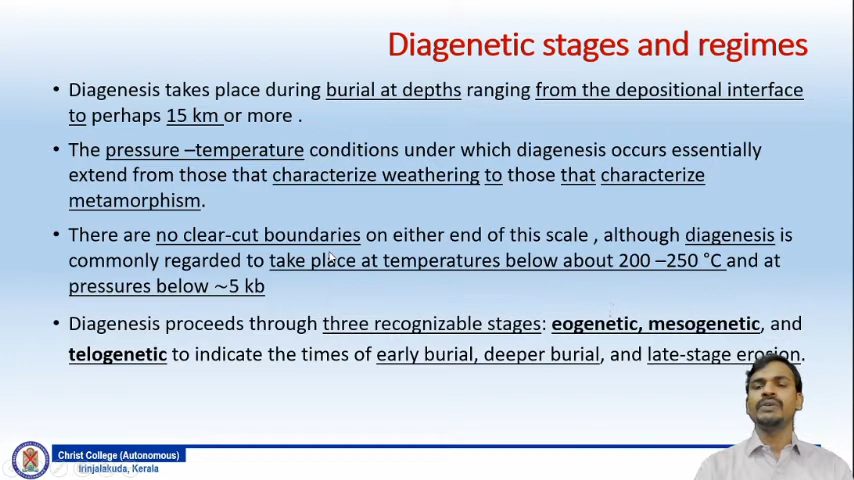 Diagenetic stages and regimes
• Diagenesis takes place during burial at depths ranging from the depositional interface
to perhaps 15 km or more .
• The pressure –temperature conditions under which diagenesis occurs essentially
extend from those that characterize weathering to those that characterize
metamorphism.
• There are no clear-cut boundaries on either end of this scale , although diagenesis is
commonly regarded to take place at temperatures below about 200 –250 °C and at
pressures below ~5 kb
• Diagenesis proceeds through three recognizable stages: eogenetic, mesogenetic, and
telogenetic to indicate the times of early burial, deeper burial, and late-stage erosion.
Christ College (Autonomous)
Irinjalakuda, Kerala